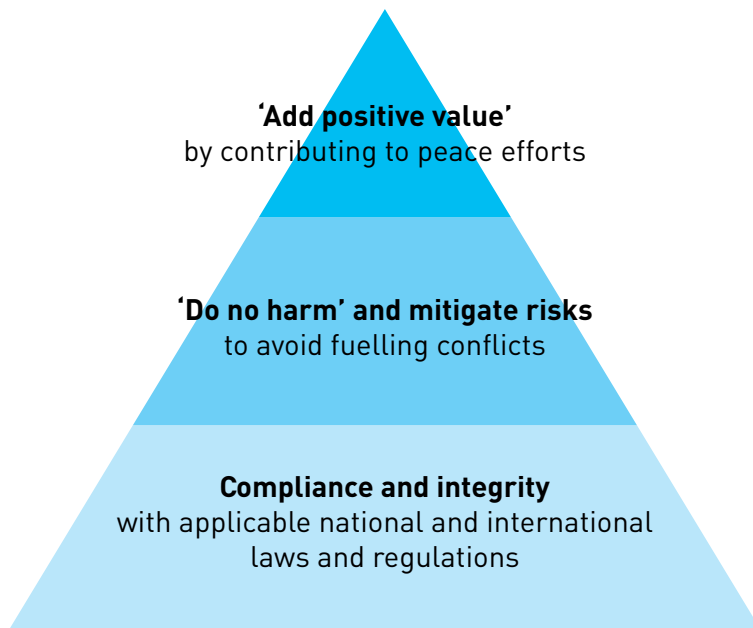 ‘Add positive value’
by contributing to peace efforts
‘Do no harm’ and mitigate risks
to avoid fuelling conflicts
Compliance and integrity
with applicable national and international
laws and regulations